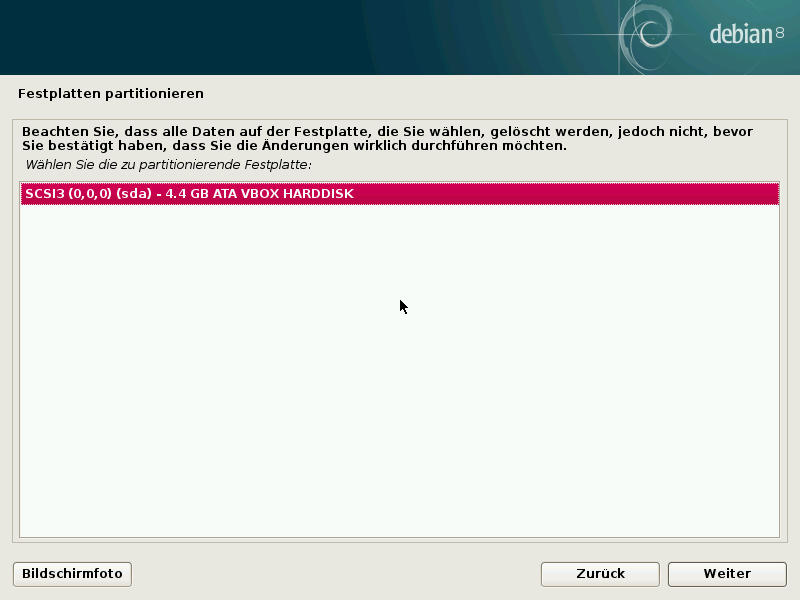 debian 8
Festplatten partitionieren
Beachten Sie, dass alle Daten auf der Festplatte, die Sie wählen, gelöscht werden, jedoch nicht, bevor
Sie bestätigt haben, dass Sie die Änderungen wirklich durchführen möchten.
Wählen Sie die zu partitionierende Festplatte:
SCSI3 (0,0,0) (sda) - 4.4 GB ATA VBOX HARDDISK
Bildschirmfoto
Zurück
Weiter